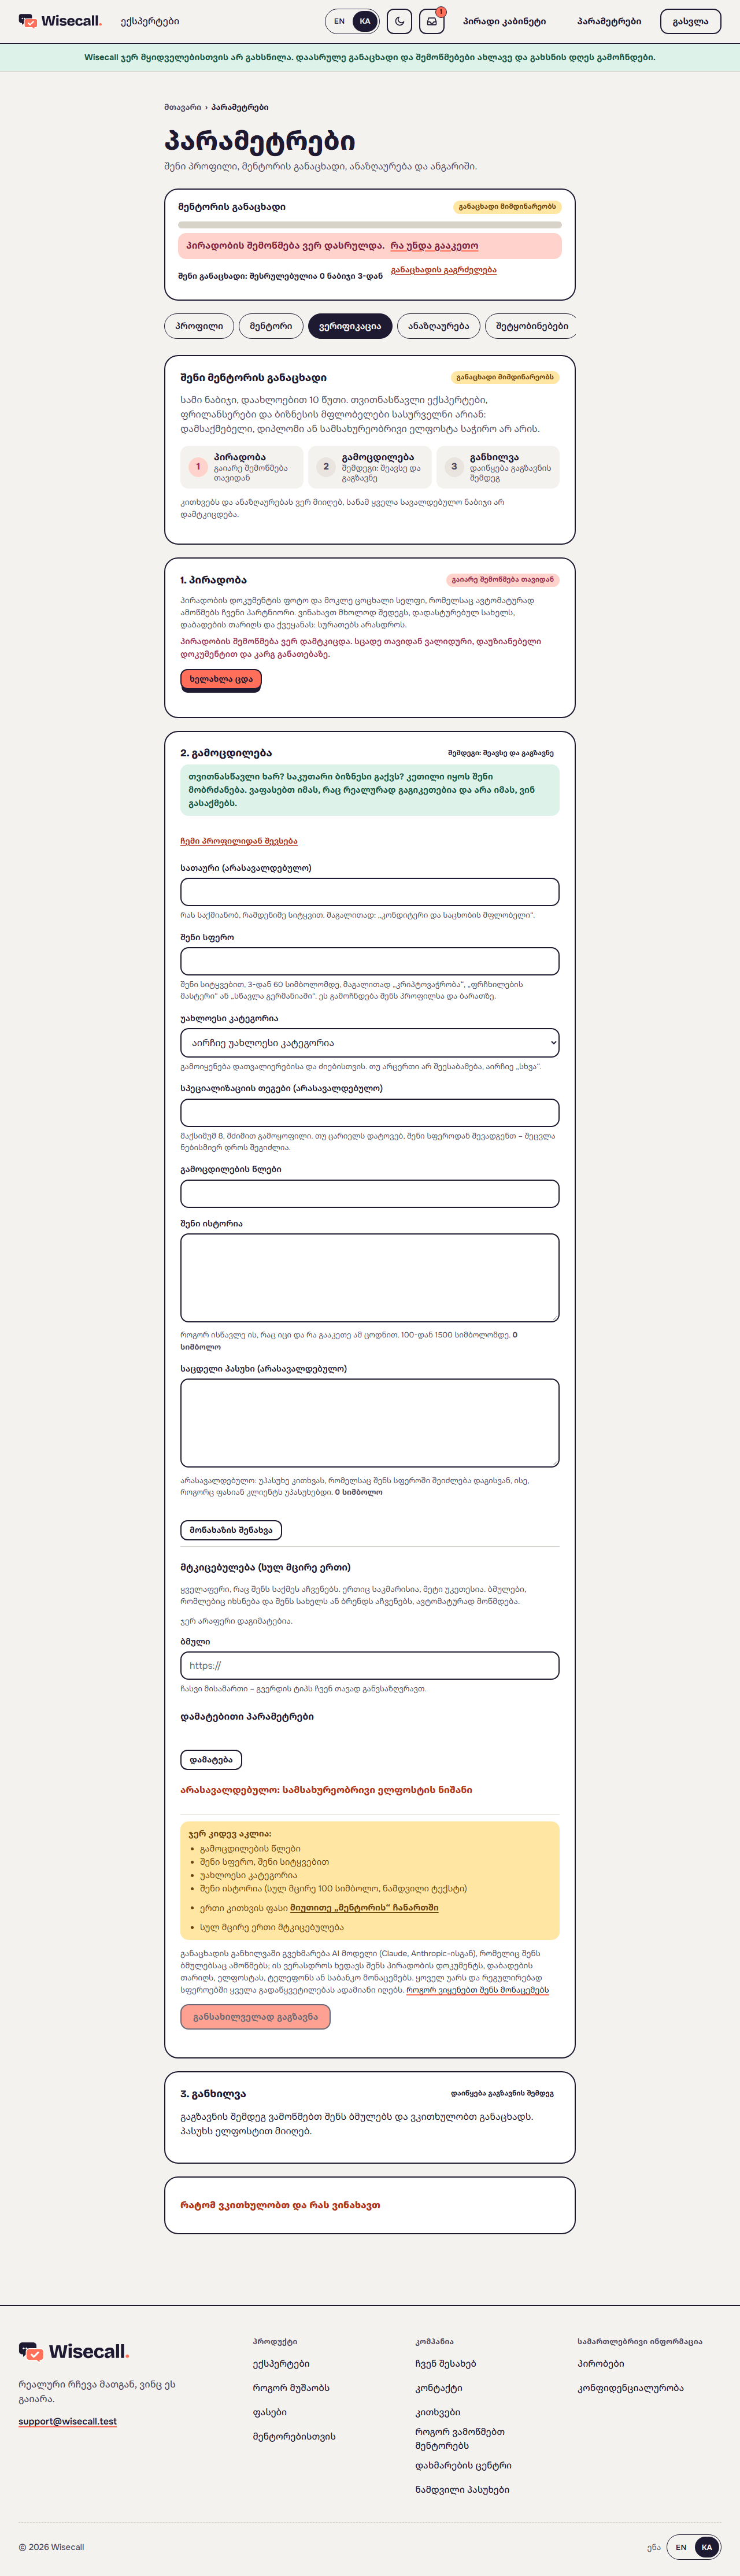 Wisecall.
ექსპერტები
EN KA
1
პირადი კაბინეტი
პარამეტრები
გასვლა
Wisecall ჯერ მყიდველებისთვის არ გახსნილა. დაასრულე განაცხადი და შემოწმებები ახლავე და გახსნის დღეს გამოჩნდები.
მთავარი › პარამეტრები
პარამეტრები
შენი პროფილი, მენტორის განაცხადი, ანაზღაურება და ანგარიში.
მენტორის განაცხადი
განაცხადი მიმდინარეობს
პირადობის შემოწმება ვერ დასრულდა. რა უნდა გააკეთო
შენი განაცხადი: შესრულებულია 0 ნაბიჯი 3-დან
განაცხადის გაგრძელება
პროფილი
მენტორი
ვერიფიკაცია
ანაზღაურება
შეტყობინებები
შენი მენტორის განაცხადი
განაცხადი მიმდინარეობს
სამი ნაბიჯი, დაახლოებით 10 წუთი. თვითნასწავლი ექსპერტები,
ფრილანსერები და ბიზნესის მფლობელები სასურველნი არიან:
დამსაქმებელი, დიპლომი ან სამსახურეობრივი ელფოსტა საჭირო არ არის.
1
პირადობა
გაიარე შემოწმება
თავიდან
2
გამოცდილება
შემდეგი: შეავსე და
გაგზავნე
3
განხილვა
დაიწყება გაგზავნის
შემდეგ
კითხვებს და ანაზღაურებას ვერ მიიღებ, სანამ ყველა სავალდებულო ნაბიჯი არ
დამტკიცდება.
1. პირადობა
გაიარე შემოწმება თავიდან
პირადობის დოკუმენტის ფოტო და მოკლე ცოცხალი სელფი, რომელსაც ავტომატურად
ამოწმებს ჩვენი პარტნიორი. ვინახავთ მხოლოდ შედეგს, დადასტურებულ სახელს,
დაბადების თარიღს და ქვეყანას: სურათებს არასდროს.
პირადობის შემოწმება ვერ დამტკიცდა. სცადე თავიდან ვალიდური, დაუზიანებელი
დოკუმენტით და კარგ განათებაზე.
ხელახლა ცდა
2. გამოცდილება
შემდეგი: შეავსე და გაგზავნე
თვითნასწავლი ხარ? საკუთარი ბიზნესი გაქვს? კეთილი იყოს შენი
მობრძანება. ვაფასებთ იმას, რაც რეალურად გაგიკეთებია და არა იმას, ვინ
გასაქმებს.
ჩემი პროფილიდან შევსება
სათაური (არასავალდებულო)
რას საქმიანობ, რამდენიმე სიტყვით. მაგალითად: „კონდიტერი და საცხობის მფლობელი“.
შენი სფერო
შენი სიტყვებით, 3-დან 60 სიმბოლომდე. მაგალითად „კრიპტოვაჭრობა“, „ფრჩხილების
მასტერი“ ან „სწავლა გერმანიაში“. ეს გამოჩნდება შენს პროფილსა და ბარათზე.
უახლოესი კატეგორია
აირჩიე უახლოესი კატეგორია
გამოიყენება დათვალიერებისა და ძიებისთვის. თუ არცერთი არ შეესაბამება, აირჩიე „სხვა“.
სპეციალიზაციის თეგები (არასავალდებულო)
მაქსიმუმ 8, მძიმით გამოყოფილი. თუ ცარიელს დატოვებ, შენი სფეროდან შევადგენთ – შეცვლა
ნებისმიერ დროს შეგიძლია.
გამოცდილების წლები
შენი ისტორია
როგორ ისწავლე ის, რაც იცი და რა გააკეთე ამ ცოდნით. 100-დან 1500 სიმბოლომდე. 0
სიმბოლო
საცდელი პასუხი (არასავალდებულო)
არასავალდებულო: უპასუხე კითხვას, რომელსაც შენს სფეროში შეიძლება დაგისვან, ისე,
როგორც ფასიან კლიენტს უპასუხებდი. 0 სიმბოლო
მონახაზის შენახვა
მტკიცებულება (სულ მცირე ერთი)
ყველაფერი, რაც შენს საქმეს აჩვენებს. ერთიც საკმარისია, მეტი უკეთესია. ბმულები,
რომლებიც იხსნება და შენს სახელს ან ბრენდს აჩვენებს, ავტომატურად მოწმდება.
ჯერ არაფერი დაგიმატებია.
ბმული
https://
ჩასვი მისამართი – გვერდის ტიპს ჩვენ თავად განვსაზღვრავთ.
დამატებითი პარამეტრები
დამატება
არასავალდებულო: სამსახურეობრივი ელფოსტის ნიშანი
ჯერ კიდევ აკლია:
• გამოცდილების წლები
• შენი სფერო, შენი სიტყვებით
• უახლოესი კატეგორია
• შენი ისტორია (სულ მცირე 100 სიმბოლო, ნამდვილი ტექსტი)
• ერთი კითხვის ფასი მიუთითე „მენტორის“ ჩანართში
• სულ მცირე ერთი მტკიცებულება
განაცხადის განხილვაში გვეხმარება AI მოდელი (Claude, Anthropic-ისგან), რომელიც შენს
ბმულებსაც ამოწმებს; ის ვერასდროს ხედავს შენს პირადობის დოკუმენტს, დაბადების
თარიღს, ელფოსტას, ტელეფონს ან საბანკო მონაცემებს. ყოველ უარს და რეგულირებად
სფეროებში ყველა გადაწყვეტილებას ადამიანი იღებს. როგორ ვიყენებთ შენს მონაცემებს
განსახილველად გაგზავნა
3. განხილვა
დაიწყება გაგზავნის შემდეგ
გაგზავნის შემდეგ ვამოწმებთ შენს ბმულებს და ვკითხულობთ განაცხადს.
პასუხს ელფოსტით მიიღებ.
რატომ ვკითხულობთ და რას ვინახავთ
Wisecall.
რეალური რჩევა მათგან, ვინც ეს
გაიარა.
support@wisecall.test
პროდუქტი
ექსპერტები
როგორ მუშაობს
ფასები
მენტორებისთვის
კომპანია
ჩვენ შესახებ
კონტაქტი
კითხვები
როგორ ვამოწმებთ
მენტორებს
დახმარების ცენტრი
ნამდვილი პასუხები
სამართლებრივი ინფორმაცია
პირობები
კონფიდენციალურობა
© 2026 Wisecall
ენა
EN KA